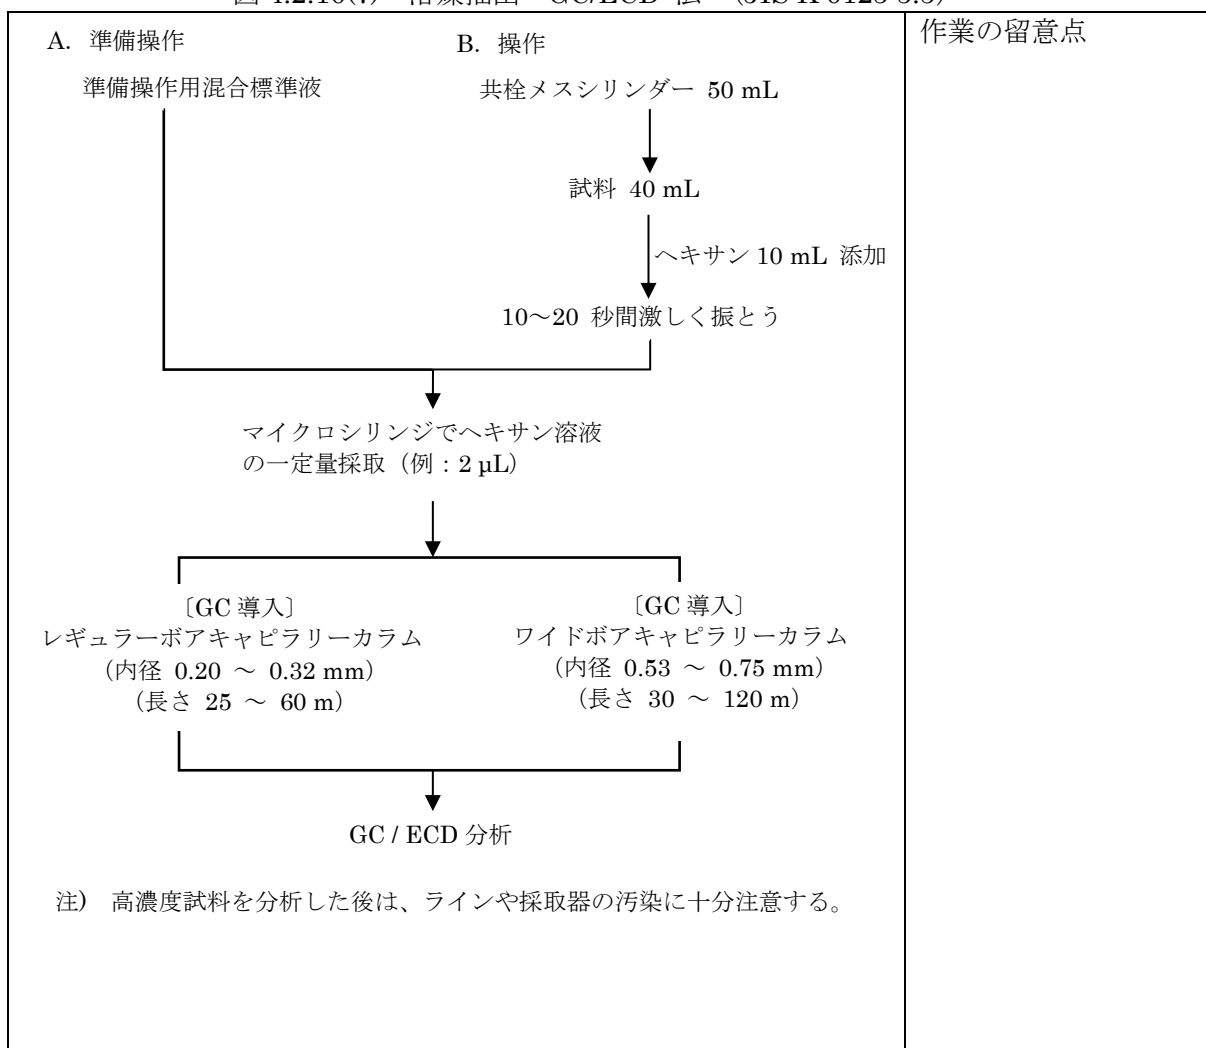 A. 準備操作
準備操作用混合標準液
B. 操作
共栓メスシリンダー 50 mL
試料 40 mL
ヘキサン 10 mL 添加
10～20 秒間激しく振とう
マイクロシリンジでヘキサン溶液
の一定量採取（例：2 µL）
〔GC 導入〕
レギュラーボアキャピラリーカラム
（内径 0.20 ～ 0.32 mm）
（長さ 25 ～ 60 m）
〔GC 導入〕
ワイドボアキャピラリーカラム
（内径 0.53 ～ 0.75 mm）
（長さ 30 ～ 120 m）
GC / ECD 分析
注) 高濃度試料を分析した後は、ラインや採取器の汚染に十分注意する。
作業の留意点